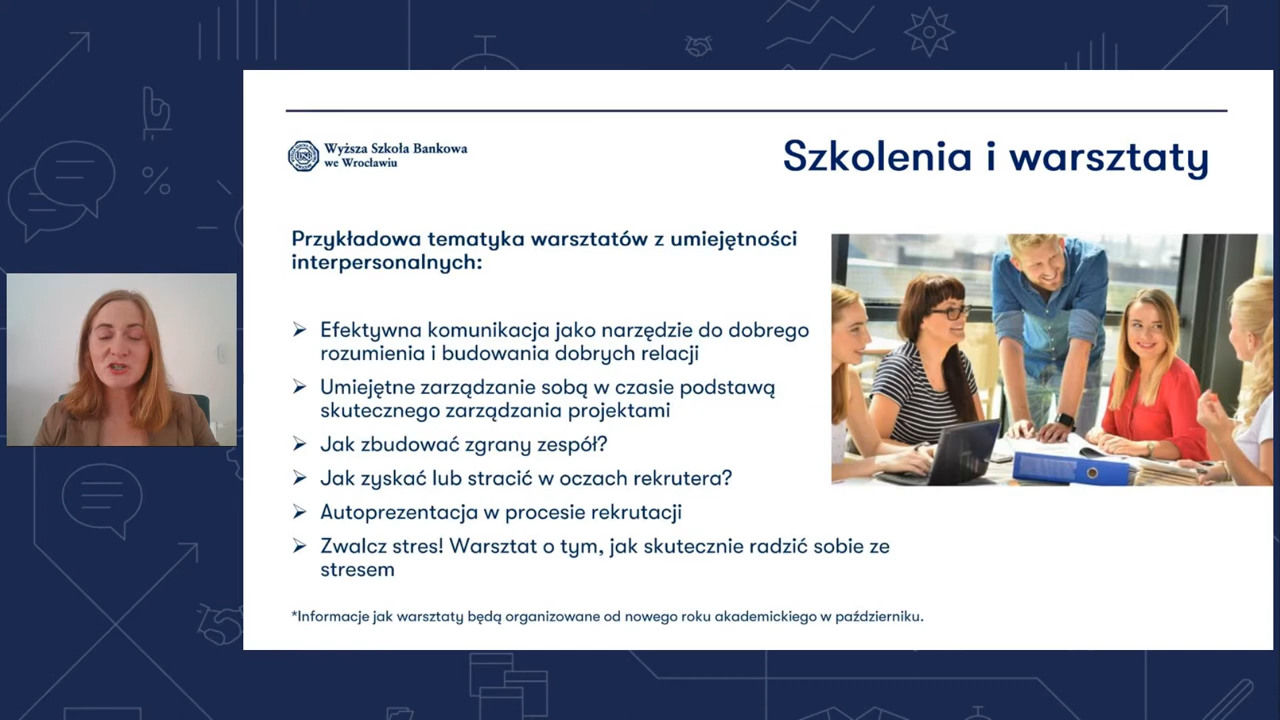 Wyższa Szkoła Bankowa
we Wrocławiu
Szkolenia i warsztaty
Przykładowa tematyka warsztatów z umiejętności
interpersonalnych:
Efektywna komunikacja jako narzędzie do dobrego
rozumienia i budowania dobrych relacji
Umiejętne zarządzanie sobą w czasie podstawą
skutecznego zarządzania projektami
Jak zbudować zgrany zespół?
Jak zyskać lub stracić w oczach rekrutera?
Autoprezentacja w procesie rekrutacji
Zwalcz stres! Warsztat o tym, jak skutecznie radzić sobie ze
stresem
*Informacje jak warsztaty będą organizowane od nowego roku akademickiego w październiku.